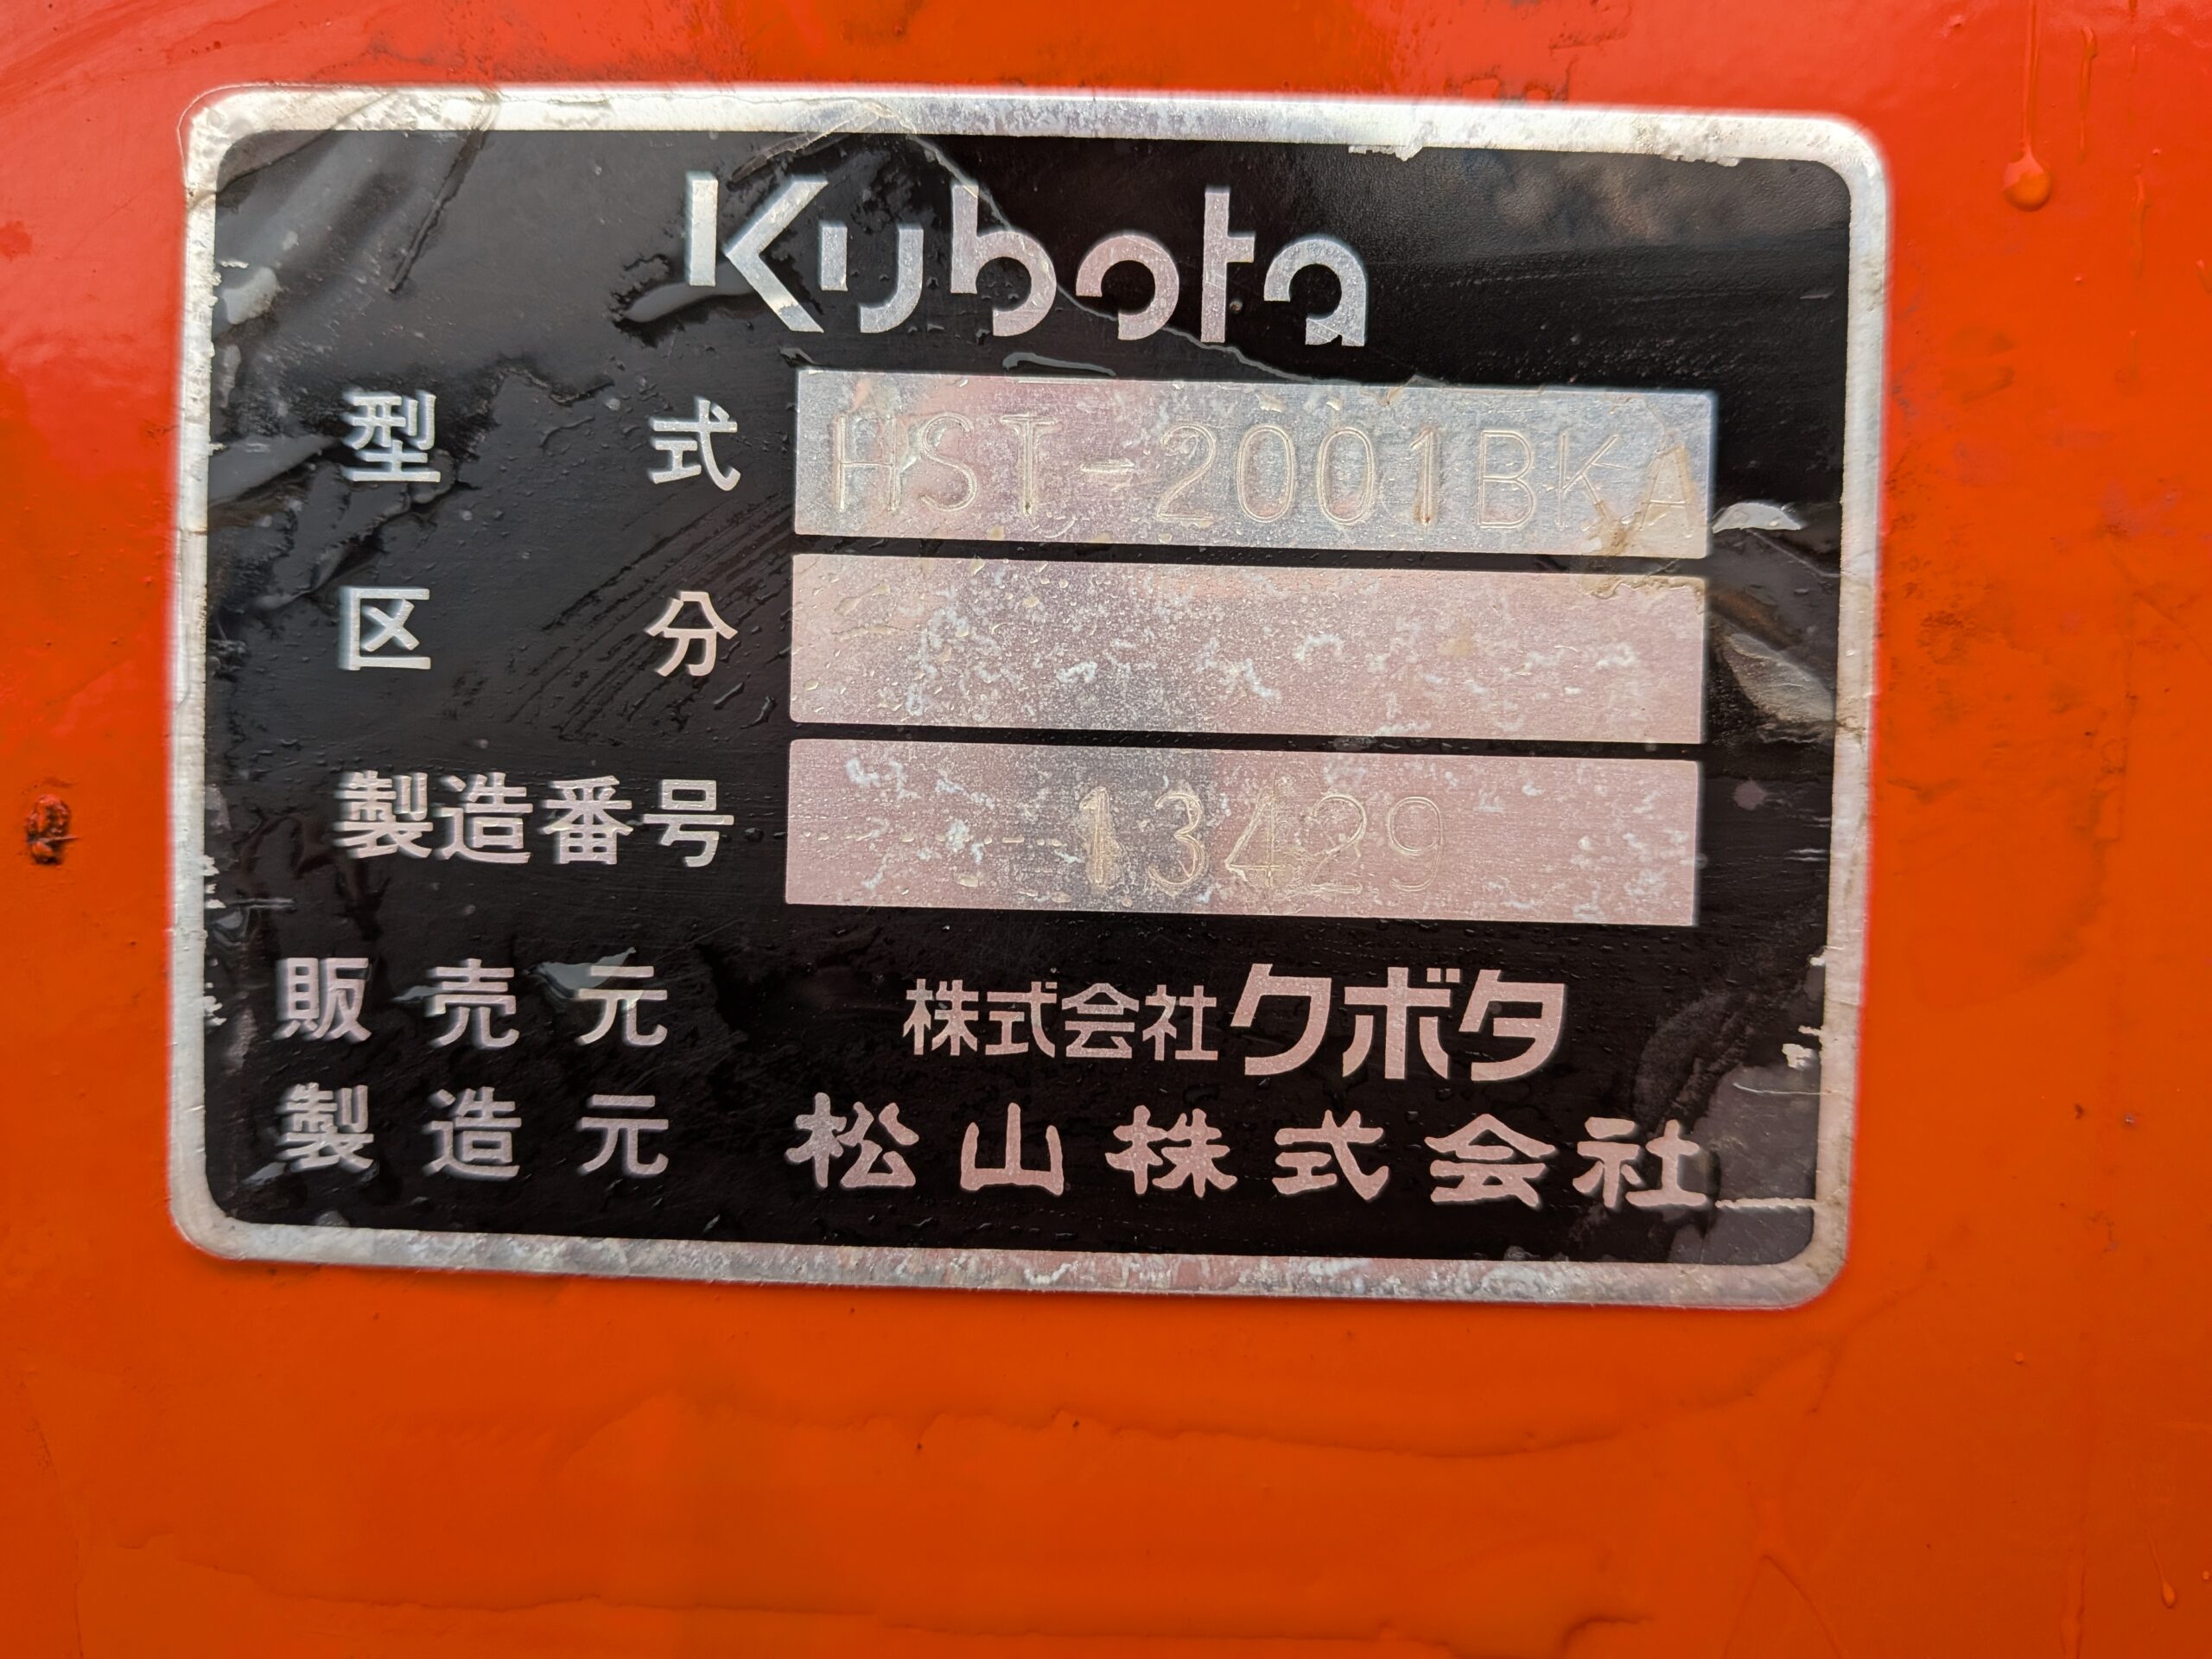 Kubota
型式 HST-2001BKA
区分
製造番号 13429
販売元 株式会社クボタ
製造元 松山株式会社